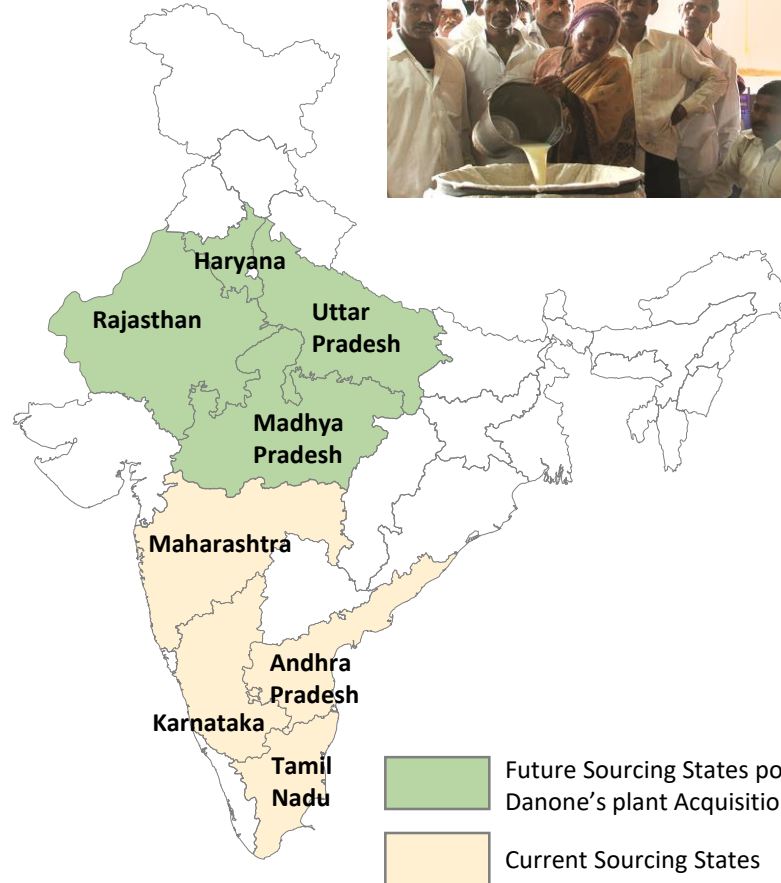 Haryana
Rajasthan
Uttar
Pradesh
Madhya
Pradesh
Maharashtra
Andhra
Pradesh
Karnataka
Tamil
Nadu
Future Sourcing States
Danone's plant
Current Sourcing States